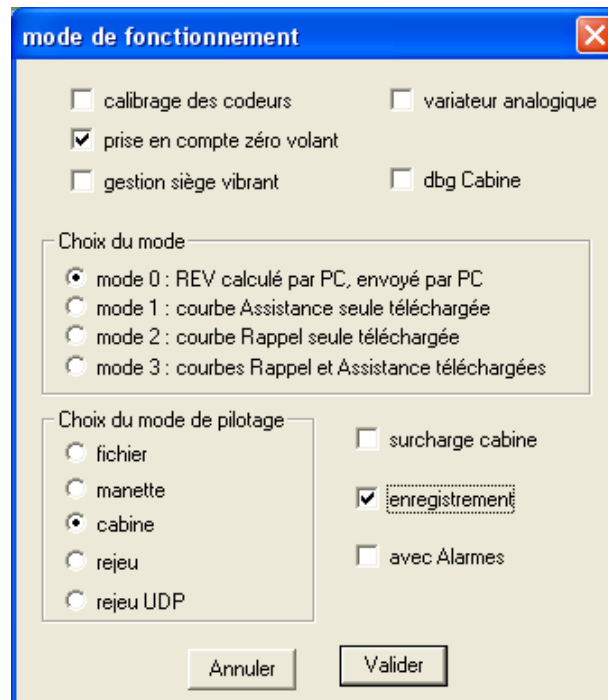 mode de fonctionnement
calibrage des codeurs
variateur analogique
prise en compte zéro volant
gestion siège vibrant
dbg Cabine
Choix du mode
mode 0 : REV calculé par PC, envoyé par PC
mode 1 : courbe Assistance seule téléchargée
mode 2 : courbe Rappel seule téléchargée
mode 3 : courbes Rappel et Assistance téléchargées
Choix du mode de pilotage
fichier
manette
cabine
rejeu
rejeu UDP
surcharge cabine
enregistrement
avec Alarmes
Annuler
Valider